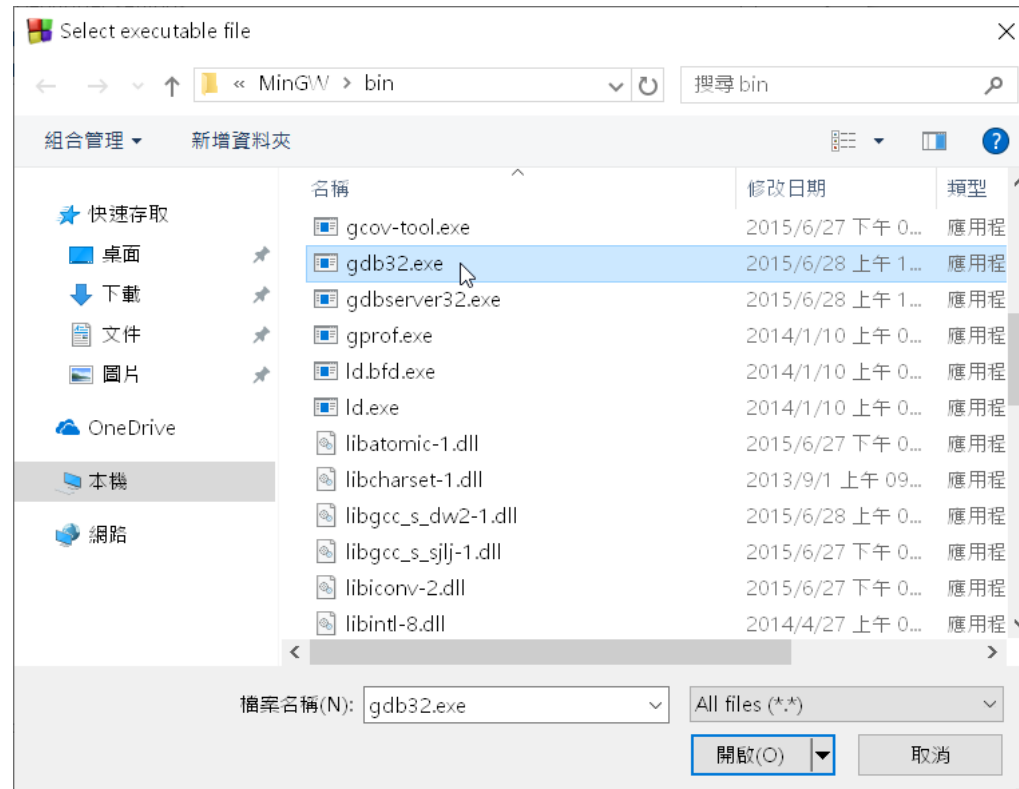 Select executable file
« MinGW > bin
搜尋 bin
組合管理
新增資料夾
名稱 修改日期 類型
快速存取
桌面
下載
文件
圖片
OneDrive
本機
網路
gcov-tool.exe 2015/6/27 下午 0... 應用程
gdb32.exe 2015/6/28 上午 1... 應用程
gdbserver32.exe 2015/6/28 上午 1... 應用程
gprof.exe 2014/1/10 上午 0... 應用程
ld.bfd.exe 2014/1/10 上午 0... 應用程
ld.exe 2014/1/10 上午 0... 應用程
libatomic-1.dll 2015/6/27 下午 0... 應用程
libcharset-1.dll 2013/9/1 上午 09... 應用程
libgcc_s_dw2-1.dll 2015/6/28 上午 0... 應用程
libgcc_s_sjlj-1.dll 2015/6/27 下午 0... 應用程
libiconv-2.dll 2015/6/27 下午 0... 應用程
libintl-8.dll 2014/4/27 上午 0... 應用程
檔案名稱(N): gdb32.exe
All files (*.*)
開啟(O)
取消